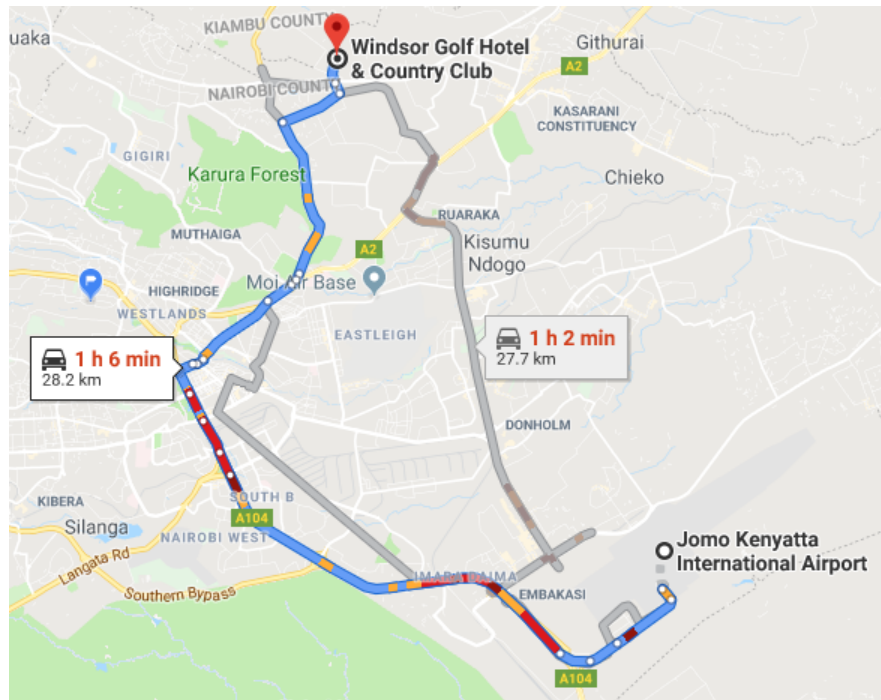 KIAMBU COUNTY
uaka
Windsor Golf Hotel
& Country Club
Githurai
A2
NAIROBI COUNTY
KASARANI
CONSTITUENCY
GIGIRI
Karura Forest
Chieko
MUTHAIGA
RUARAKA
Kisumu
Ndogo
A2
Moi Air Base
HIGHRIDGE
WESTLANDS
EASTLEIGH
1 h 6 min
28.2 km
1 h 2 min
27.7 km
DONHOLM
KIBERA
SOUTH B
A104
Silanga
NAIROBI WEST
Langata Rd
Jomo Kenyatta
International Airport
IMARA DAIMA
EMBAKASI
Southern Bypass
A104